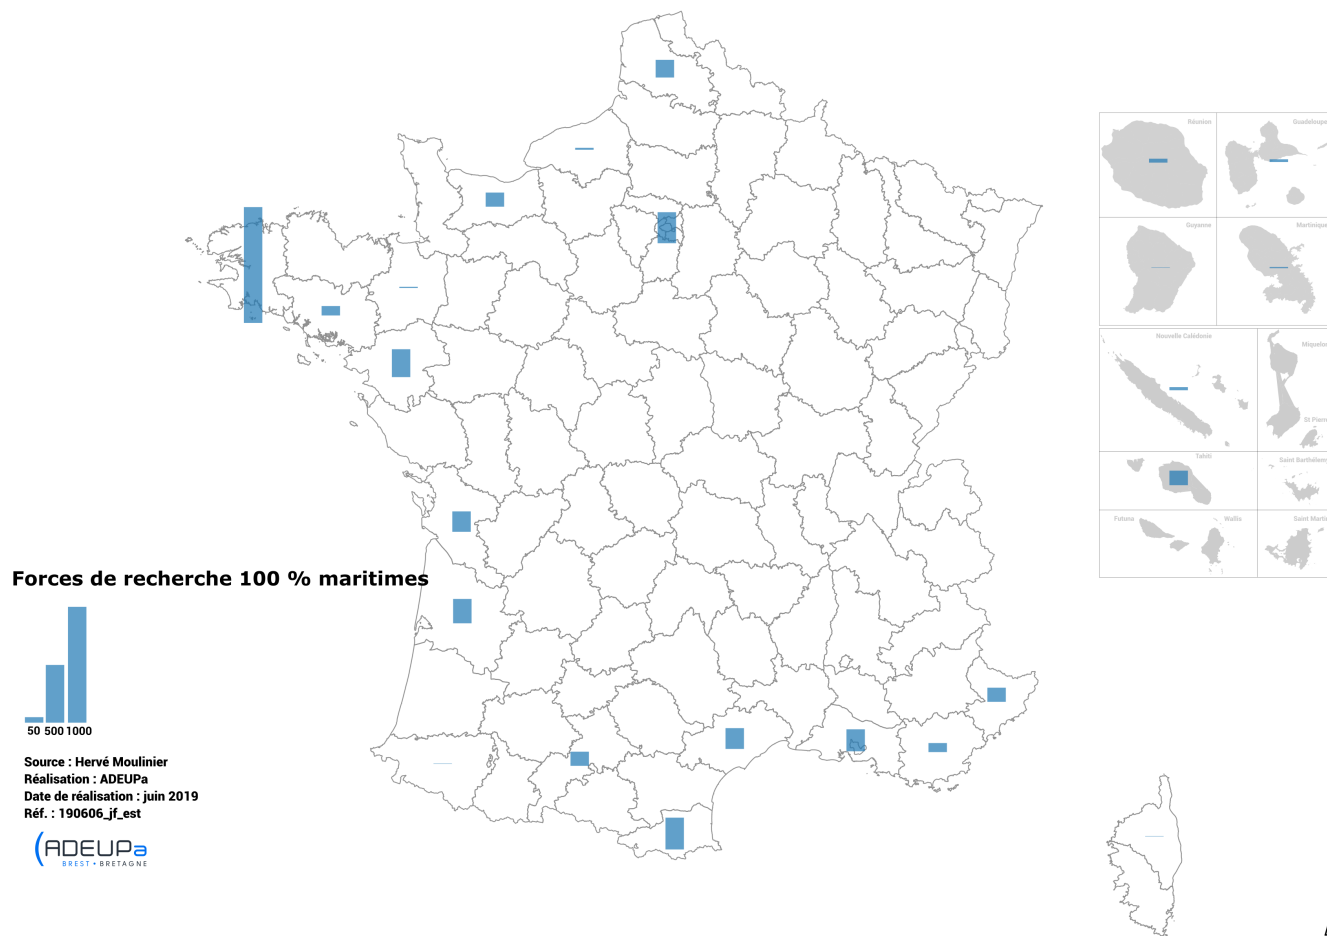 Réunion
Guadeloupe
Guyane
Martinique
Nouvelle Calédonie
Miquelon
St Pierre
Tahiti
Saint Barthélemy
Futuna
Wallis
Saint Martin
Forces de recherche 100 % maritimes
50 500 1000
Source : Hervé Moulinier
Réalisation : ADEUPa
Date de réalisation : juin 2019
Réf. : 190606_jf_est
ADEUPa
BREST • BRETAGNE